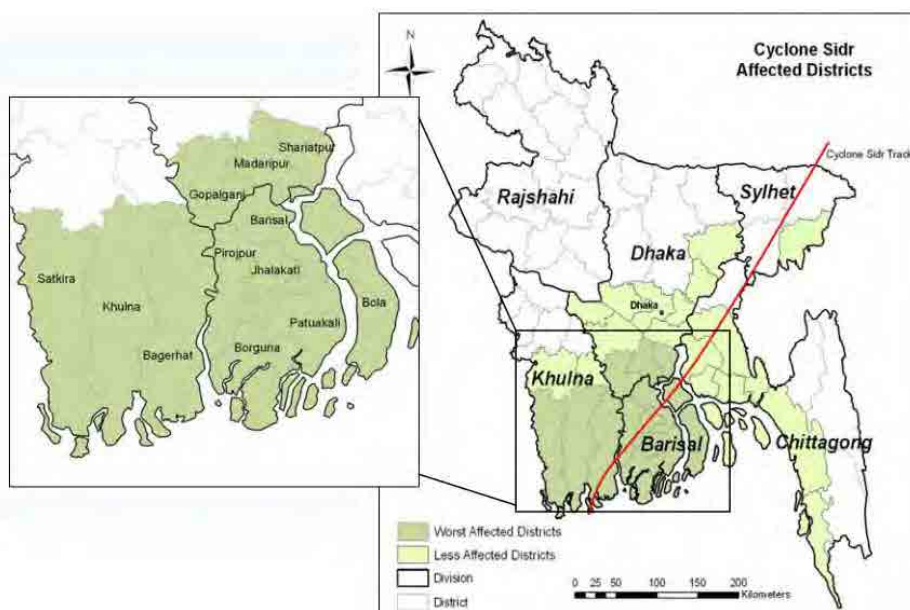 N
Cyclone Sidr
Affected Districts
Cyclone Sidr Track
Rajshahi
Sylhet
Dhaka
Dhaka
Khulna
Barisal
Chittagong
Shariatpur
Madaripur
Gopalganj
Barisal
Pirojpur
Jhalakati
Satkira
Khulna
Bola
Patuakali
Borguna
Bagerhat
Worst Affected Districts
Less Affected Districts
Division
District
0 25 50 100 150 200
Kilometers